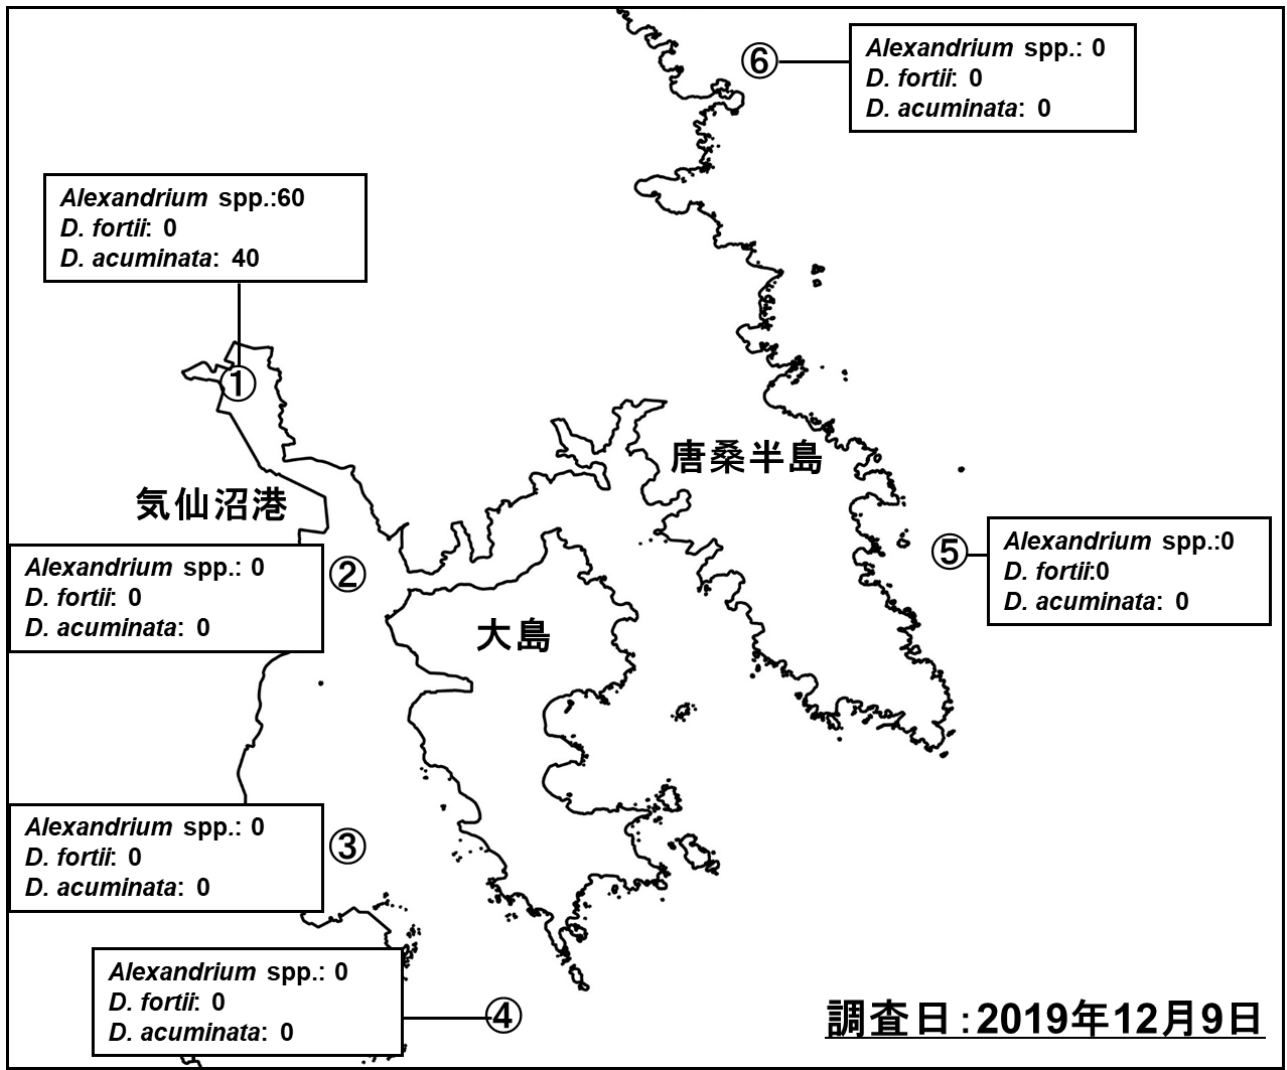 ⑥
Alexandrium spp.: 0
D. fortii: 0
D. acuminata: 0
Alexandrium spp.:60
D. fortii: 0
D. acuminata: 40
①
唐桑半島
気仙沼港
Alexandrium spp.: 0
D. fortii: 0
D. acuminata: 0
②
⑤
Alexandrium spp.:0
D. fortii:0
D. acuminata: 0
大島
Alexandrium spp.: 0
D. fortii: 0
D. acuminata: 0
③
Alexandrium spp.: 0
D. fortii: 0
D. acuminata: 0
④
調査日:2019年12月9日